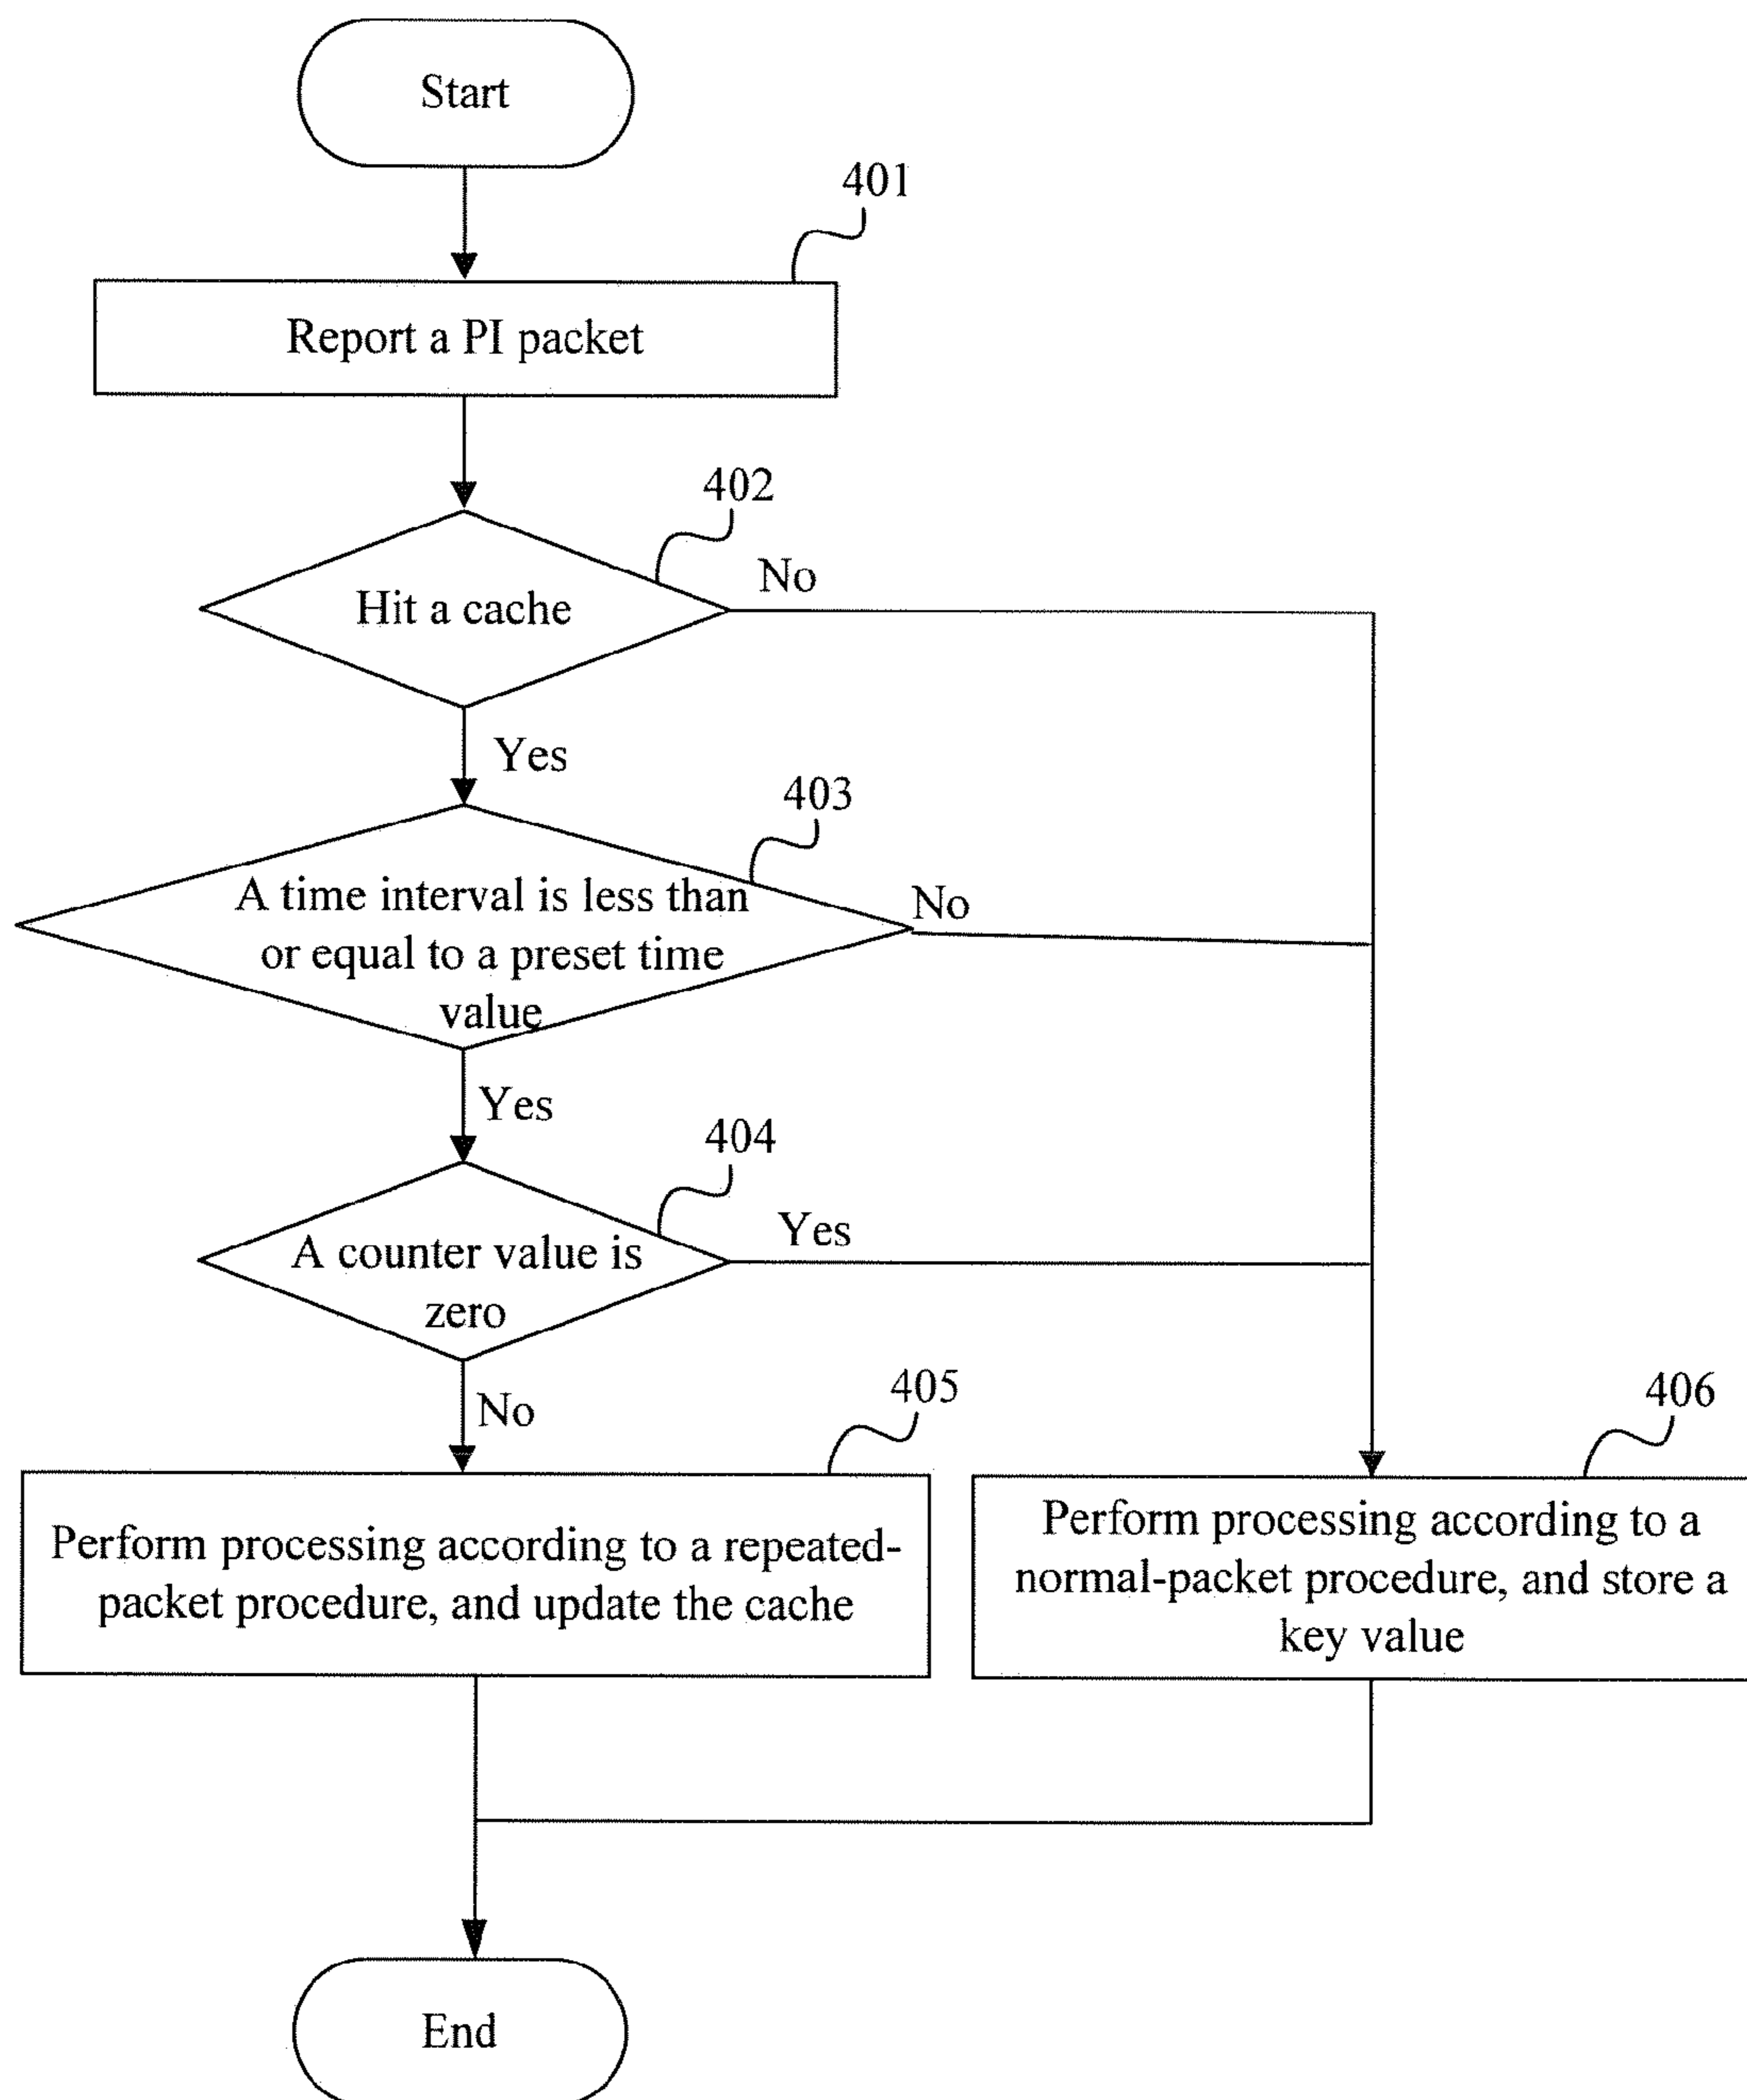 Start
401
Report a PI packet
402
Hit a cache
No
Yes
403
A time interval is less than
or equal to a preset time
value
No
Yes
404
A counter value is
zero
Yes
No
405
Perform processing according to a repeated-
packet procedure, and update the cache
406
Perform processing according to a
normal-packet procedure, and store a
key value
End